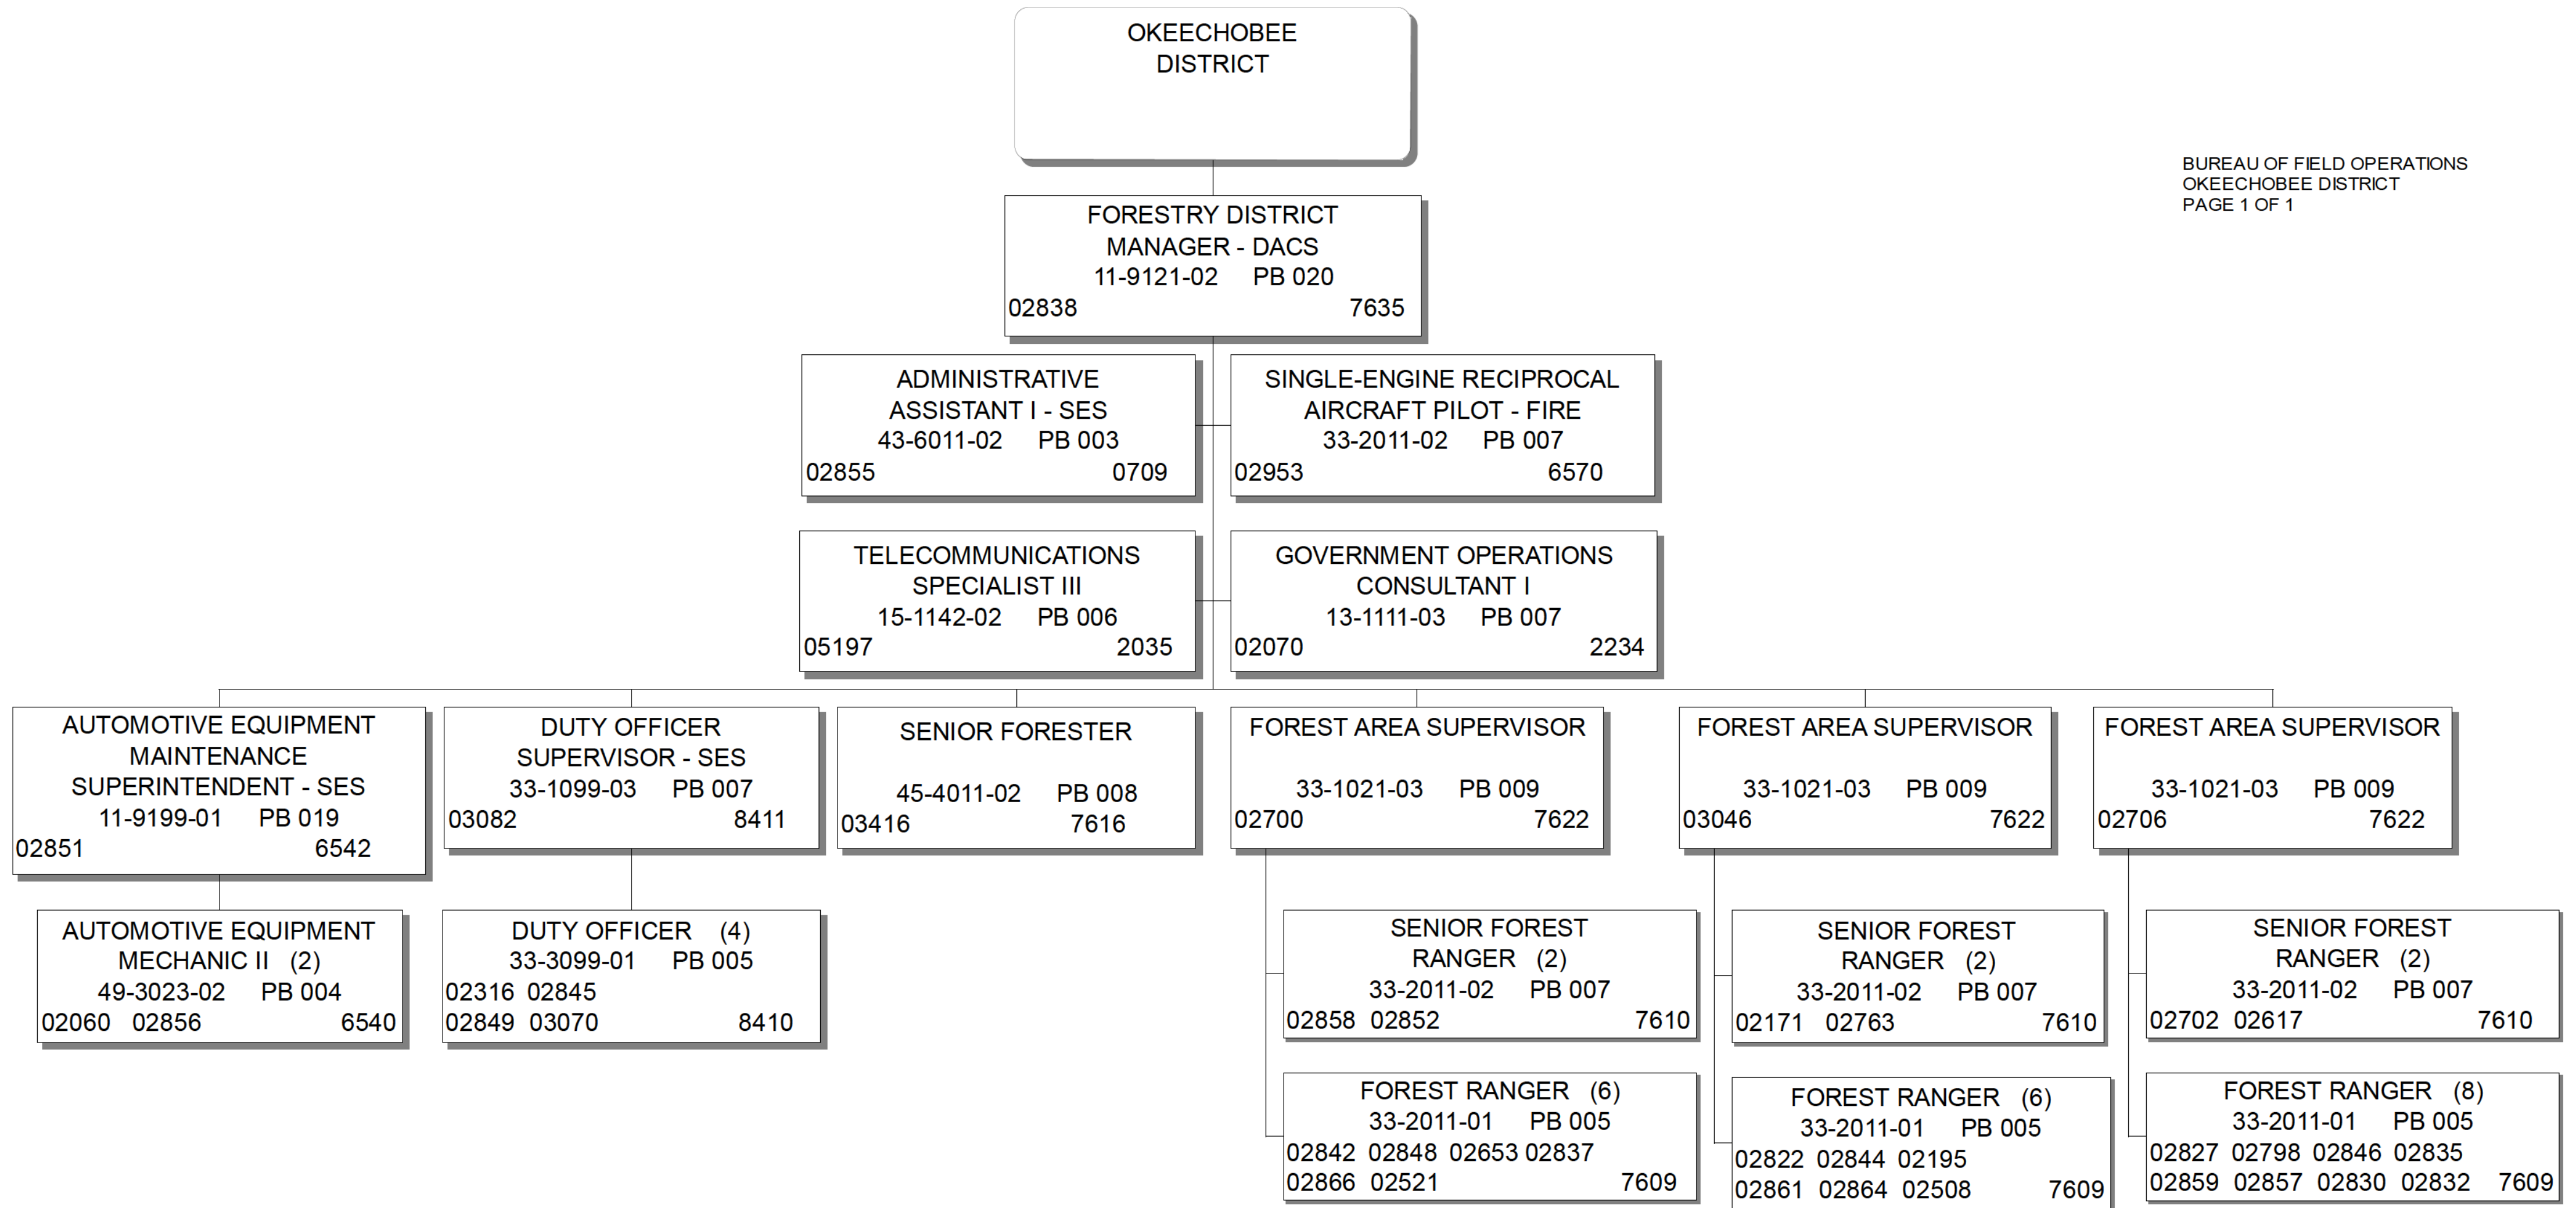 OKEECHOBEE
DISTRICT
BUREAU OF FIELD OPERATIONS
OKEECHOBEE DISTRICT
PAGE 1 OF 1
FORESTRY DISTRICT
MANAGER - DACS
11-9121-02 PB 020
02838 7635
ADMINISTRATIVE
ASSISTANT I - SES
43-6011-02 PB 003
02855 0709
SINGLE-ENGINE RECIPROCAL
AIRCRAFT PILOT - FIRE
33-2011-02 PB 007
02953 6570
TELECOMMUNICATIONS
SPECIALIST III
15-1142-02 PB 006
05197 2035
GOVERNMENT OPERATIONS
CONSULTANT I
13-1111-03 PB 007
02070 2234
AUTOMOTIVE EQUIPMENT
MAINTENANCE
SUPERINTENDENT - SES
11-9199-01 PB 019
02851 6542
DUTY OFFICER
SUPERVISOR - SES
33-1099-03 PB 007
03082 8411
SENIOR FORESTER
45-4011-02 PB 008
03416 7616
FOREST AREA SUPERVISOR
33-1021-03 PB 009
02700 7622
FOREST AREA SUPERVISOR
33-1021-03 PB 009
03046 7622
FOREST AREA SUPERVISOR
33-1021-03 PB 009
02706 7622
AUTOMOTIVE EQUIPMENT
MECHANIC II (2)
49-3023-02 PB 004
02060 02856 6540
DUTY OFFICER (4)
33-3099-01 PB 005
02316 02845
02849 03070 8410
SENIOR FOREST
RANGER (2)
33-2011-02 PB 007
02858 02852 7610
SENIOR FOREST
RANGER (2)
33-2011-02 PB 007
02171 02763 7610
SENIOR FOREST
RANGER (2)
33-2011-02 PB 007
02702 02617 7610
FOREST RANGER (6)
33-2011-01 PB 005
02842 02848 02653 02837
02866 02521 7609
FOREST RANGER (6)
33-2011-01 PB 005
02822 02844 02195
02861 02864 02508 7609
FOREST RANGER (8)
33-2011-01 PB 005
02827 02798 02846 02835
02859 02857 02830 02832 7609